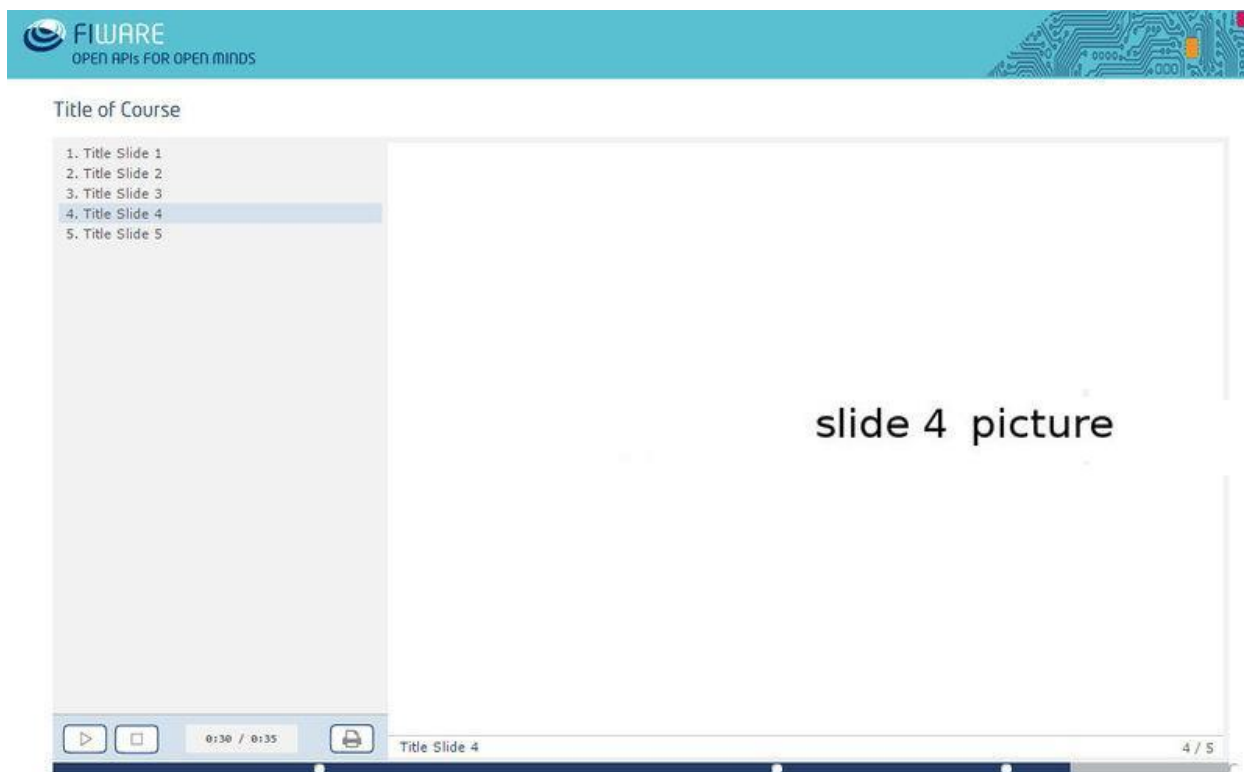 FIWARE
OPEN APIs FOR OPEN MINDS
Title of Course
1. Title Slide 1
2. Title Slide 2
3. Title Slide 3
4. Title Slide 4
5. Title Slide 5
slide 4 picture
0:30 / 0:35
Title Slide 4
4 / 5